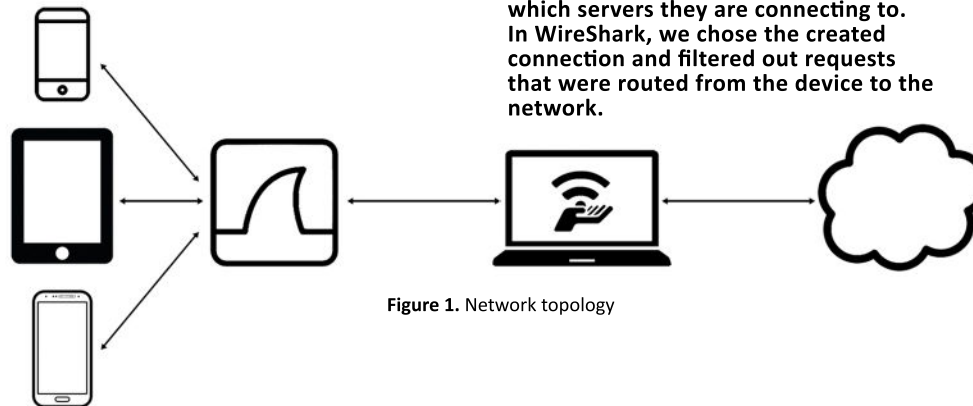 which servers they are connecting to.
In WireShark, we chose the created
connection and filtered out requests
that were routed from the device to the
network.
Figure 1. Network topology